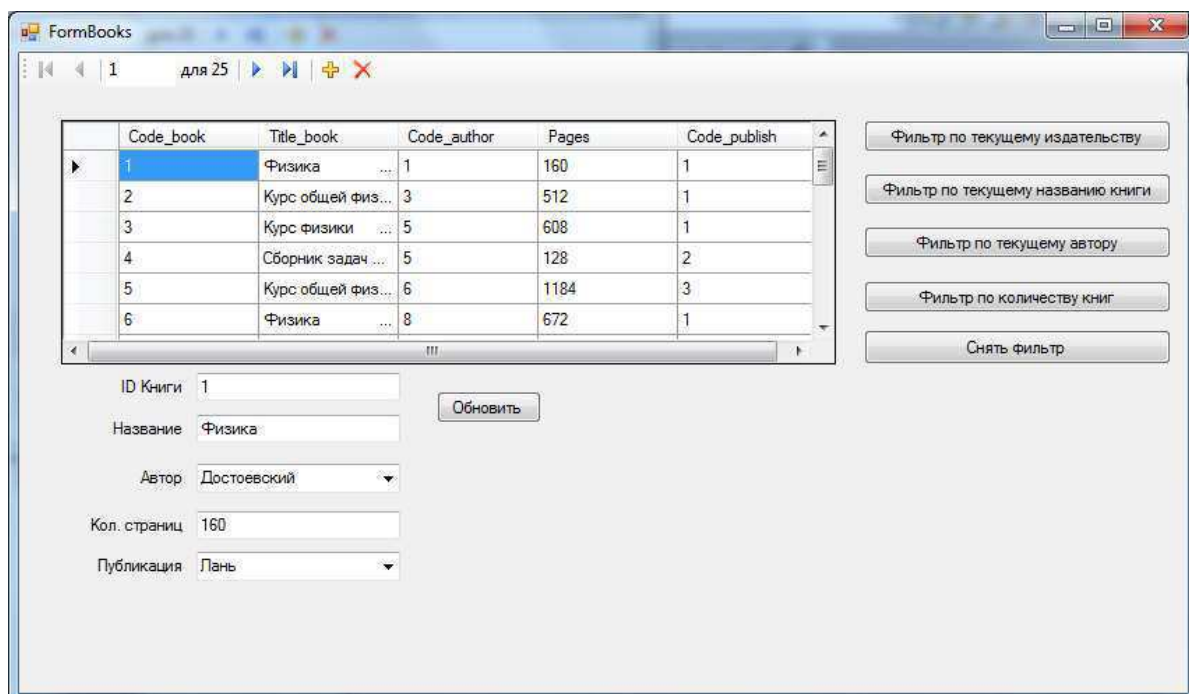 FormBooks
1 для 25
Code_book Title_book Code_author Pages Code_publish
1 Физика ... 1 160 1
2 Курс общей физ... 3 512 1
3 Курс физики ... 5 608 1
4 Сборник задач ... 5 128 2
5 Курс общей физ... 6 1184 3
6 Физика ... 8 672 1
Фильтр по текущему издательству
Фильтр по текущему названию книги
Фильтр по текущему автору
Фильтр по количеству книг
Снять фильтр
ID Книги 1
Обновить
Название Физика
Автор Достоевский
Кол. страниц 160
Публикация Лань